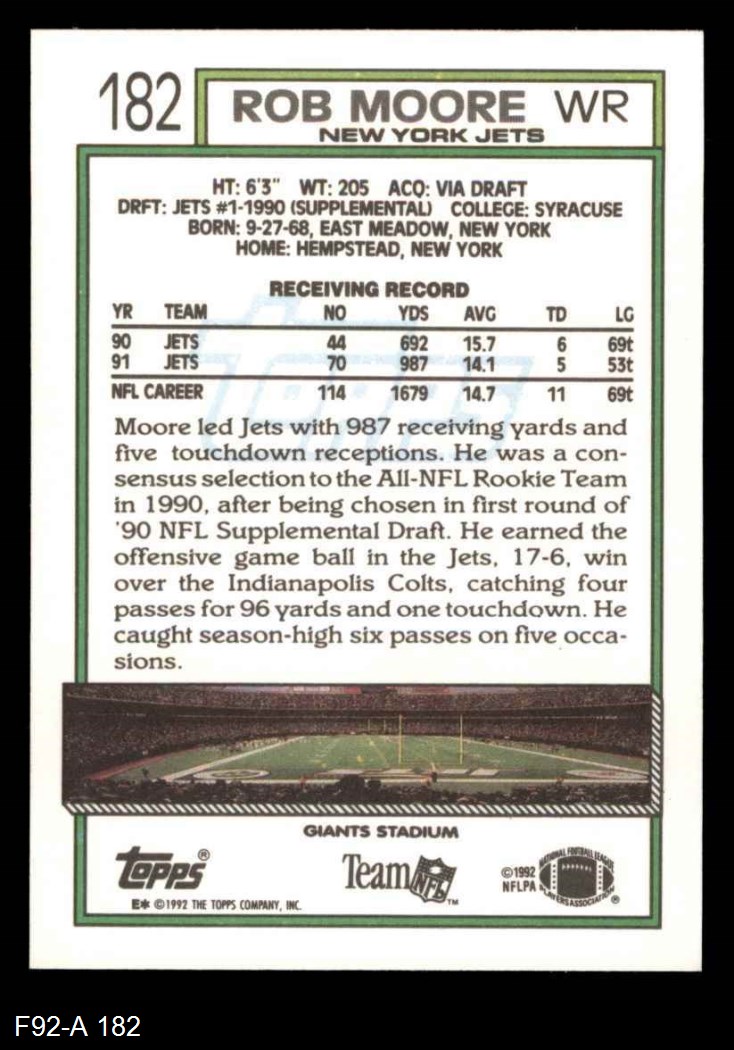 182
ROB MOORE WR
NEW YORK JETS
HT: 6'3" WT: 205 ACQ: VIA DRAFT
DRFT: JETS #1-1990 (SUPPLEMENTAL) COLLEGE: SYRACUSE
BORN: 9-27-68, EAST MEADOW, NEW YORK
HOME: HEMPSTEAD, NEW YORK
RECEIVING RECORD
YR TEAM NO YDS AVG TD LG
90 JETS 44 692 15.7 6 69t
91 JETS 70 987 14.1 5 53t
NFL CAREER 114 1679 14.7 11 69t
Moore led Jets with 987 receiving yards and
five touchdown receptions. He was a con-
sensus selection to the All-NFL Rookie Team
in 1990, after being chosen in first round of
'90 NFL Supplemental Draft. He earned the
offensive game ball in the Jets, 17-6, win
over the Indianapolis Colts, catching four
passes for 96 yards and one touchdown. He
caught season-high six passes on five occa-
sions.
GIANTS STADIUM
Topps®
Team NFL™
©1992
NFLPA
NATIONAL FOOTBALL LEAGUE
PLAYERS ASSOCIATION ®
E* ©1992 THE TOPPS COMPANY, INC.
F92-A 182